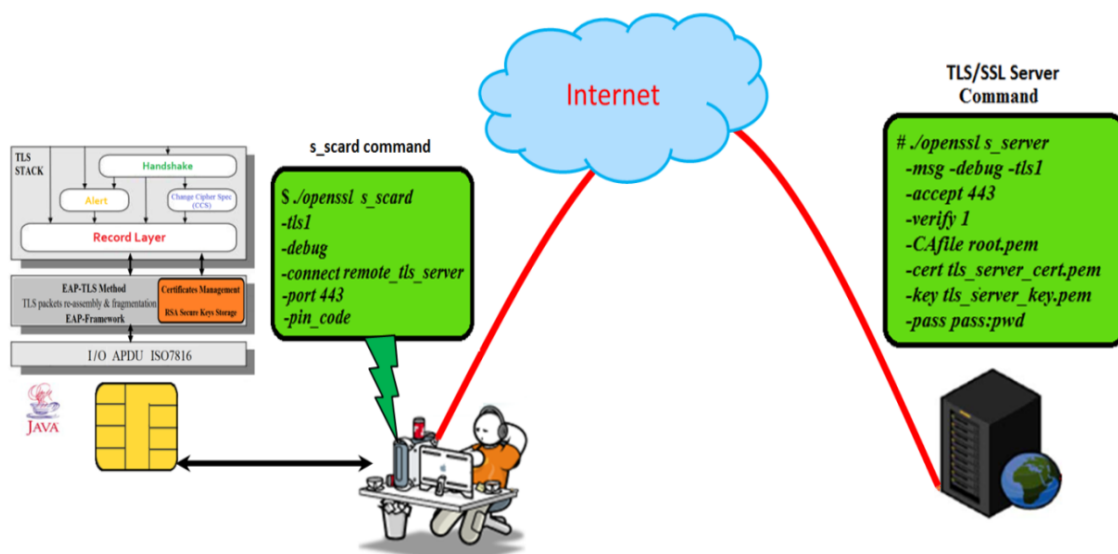 TLS
STACK
Handshake
Alert
Change Cipher Spec
(CCS)
Record Layer
EAP-TLS Method
TLS packets re-assembly & fragmentation
EAP-Framework
Certificates Management
RSA Secure Keys Storage
I/O APDU ISO7816
JAVA
s_scard command
$ ./openssl s_scard
-tls1
-debug
-connect remote_tls_server
-port 443
-pin_code
Internet
TLS/SSL Server
Command
# ./openssl s_server
-msg -debug -tls1
-accept 443
-verify 1
-CAfile root.pem
-cert tls_server_cert.pem
-key tls_server_key.pem
-pass pass:pwd